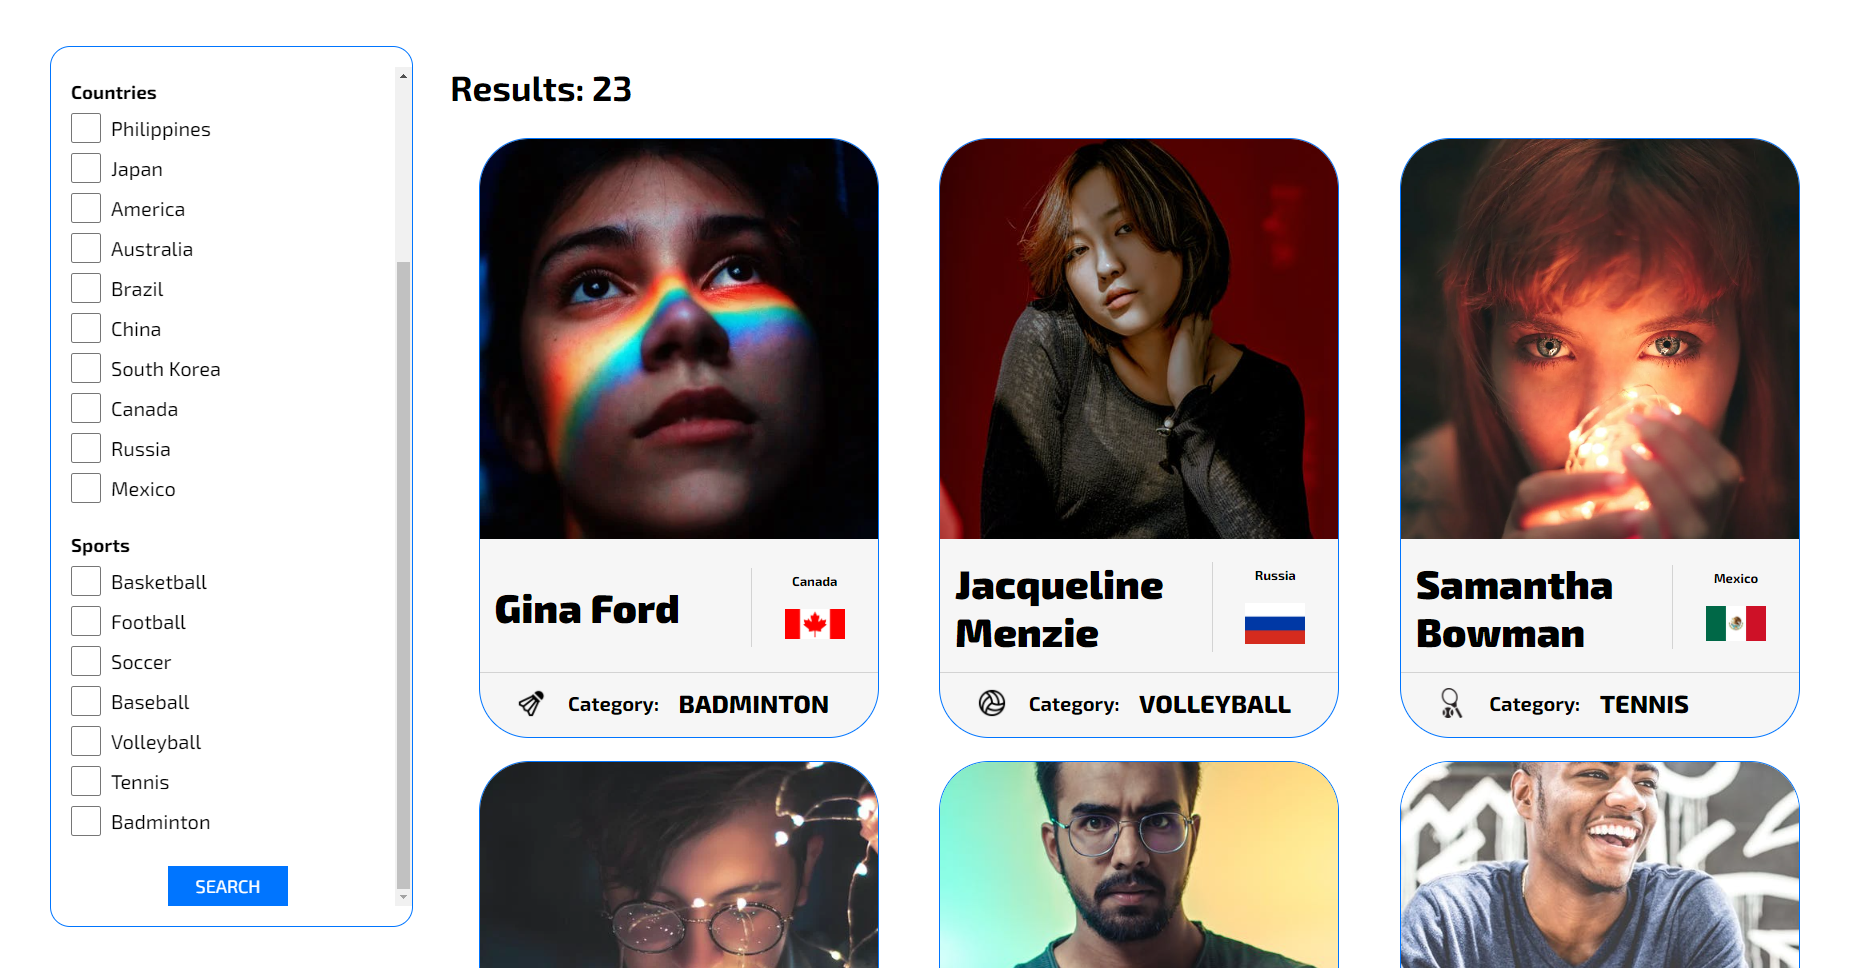 Countries
Philippines
Japan
America
Australia
Brazil
China
South Korea
Canada
Russia
Mexico
Sports
Basketball
Football
Soccer
Baseball
Volleyball
Tennis
Badminton
SEARCH
Results: 23
Gina Ford
Canada
Category: BADMINTON
Jacqueline
Menzie
Russia
Category: VOLLEYBALL
Samantha
Bowman
Mexico
Category: TENNIS